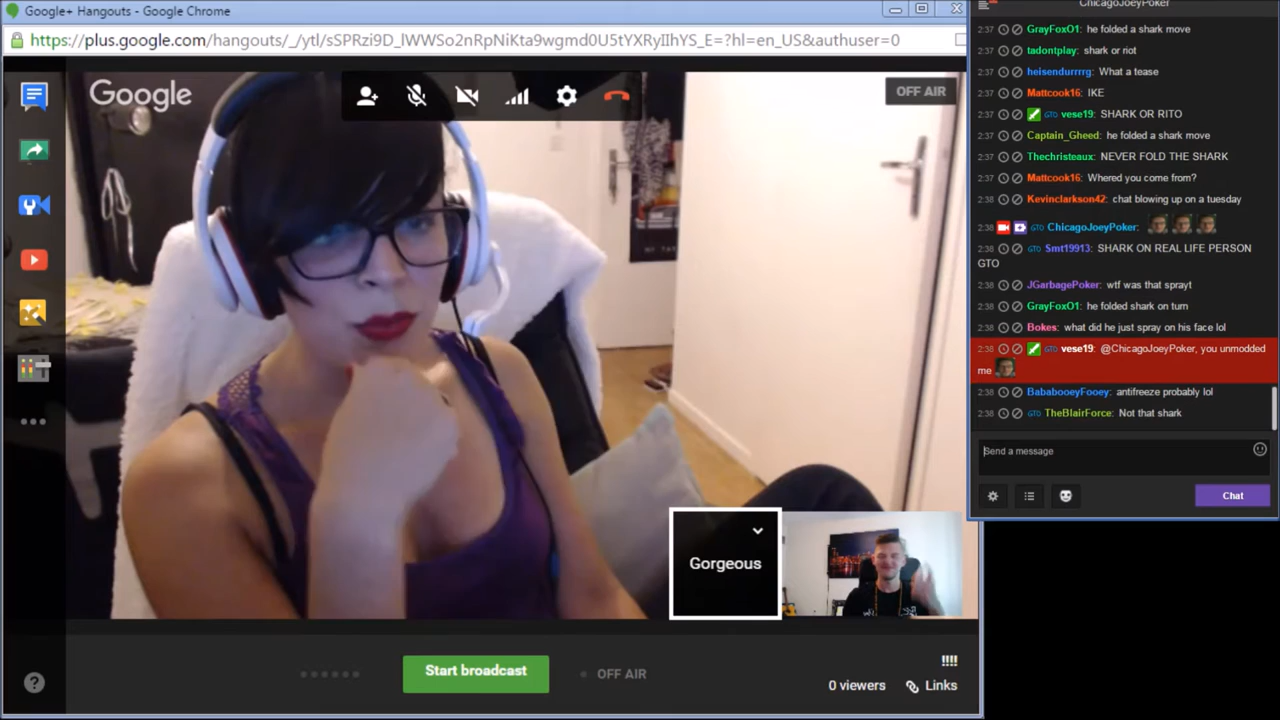 Google+ Hangouts - Google Chrome
https://plus.google.com/hangouts/_/ytl/sSPRzi9D_lWWSo2nRpNiKta9wgmd0U5tYXRyIIhYS_E=?hl=en_US&authuser=0
Google
OFF AIR
Gorgeous
Start broadcast
OFF AIR
!!!!
0 viewers
Links
ChicagoJoeyPoker
2:37 GrayFoxO1: he folded a shark move
2:37 tadontplay: shark or riot
2:37 heisendurrrrg: What a tease
2:37 Mattcook16: IKE
2:37 GTO vese19: SHARK OR RITO
2:37 Captain_Gheed: he folded a shark move
2:37 Thechristeaux: NEVER FOLD THE SHARK
2:37 Mattcook16: Whered you come from?
2:38 Kevinclarkson42: chat blowing up on a tuesday
2:38 GTO ChicagoJoeyPoker:
2:38 GTO Smt19913: SHARK ON REAL LIFE PERSON
GTO
2:38 JGarbagePoker: wtf was that sprayt
2:38 GrayFoxO1: he folded shark on turn
2:38 Bokes: what did he just spray on his face lol
2:38 GTO vese19: @ChicagoJoeyPoker, you unmodded
me
2:38 BababooeyFooey: antifreeze probably lol
2:38 GTO TheBlairForce: Not that shark
Send a message
Chat